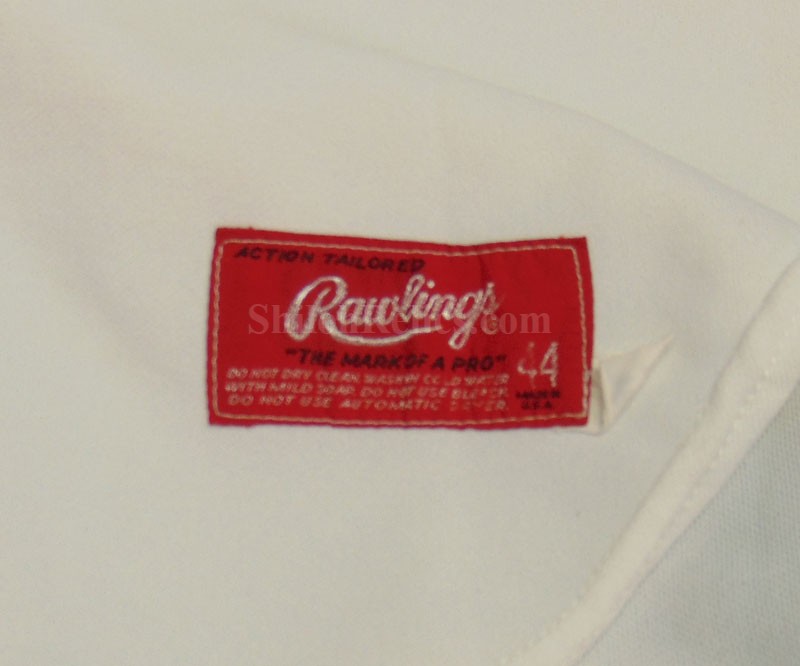 ACTION TAILORED
Rawlings
"THE MARK OF A PRO" 44
DO NOT DRY CLEAN. WASH IN COLD WATER
WITH MILD SOAP. DO NOT USE BLEACH.
DO NOT USE AUTOMATIC DRYER.
MADE IN
U.S.A.